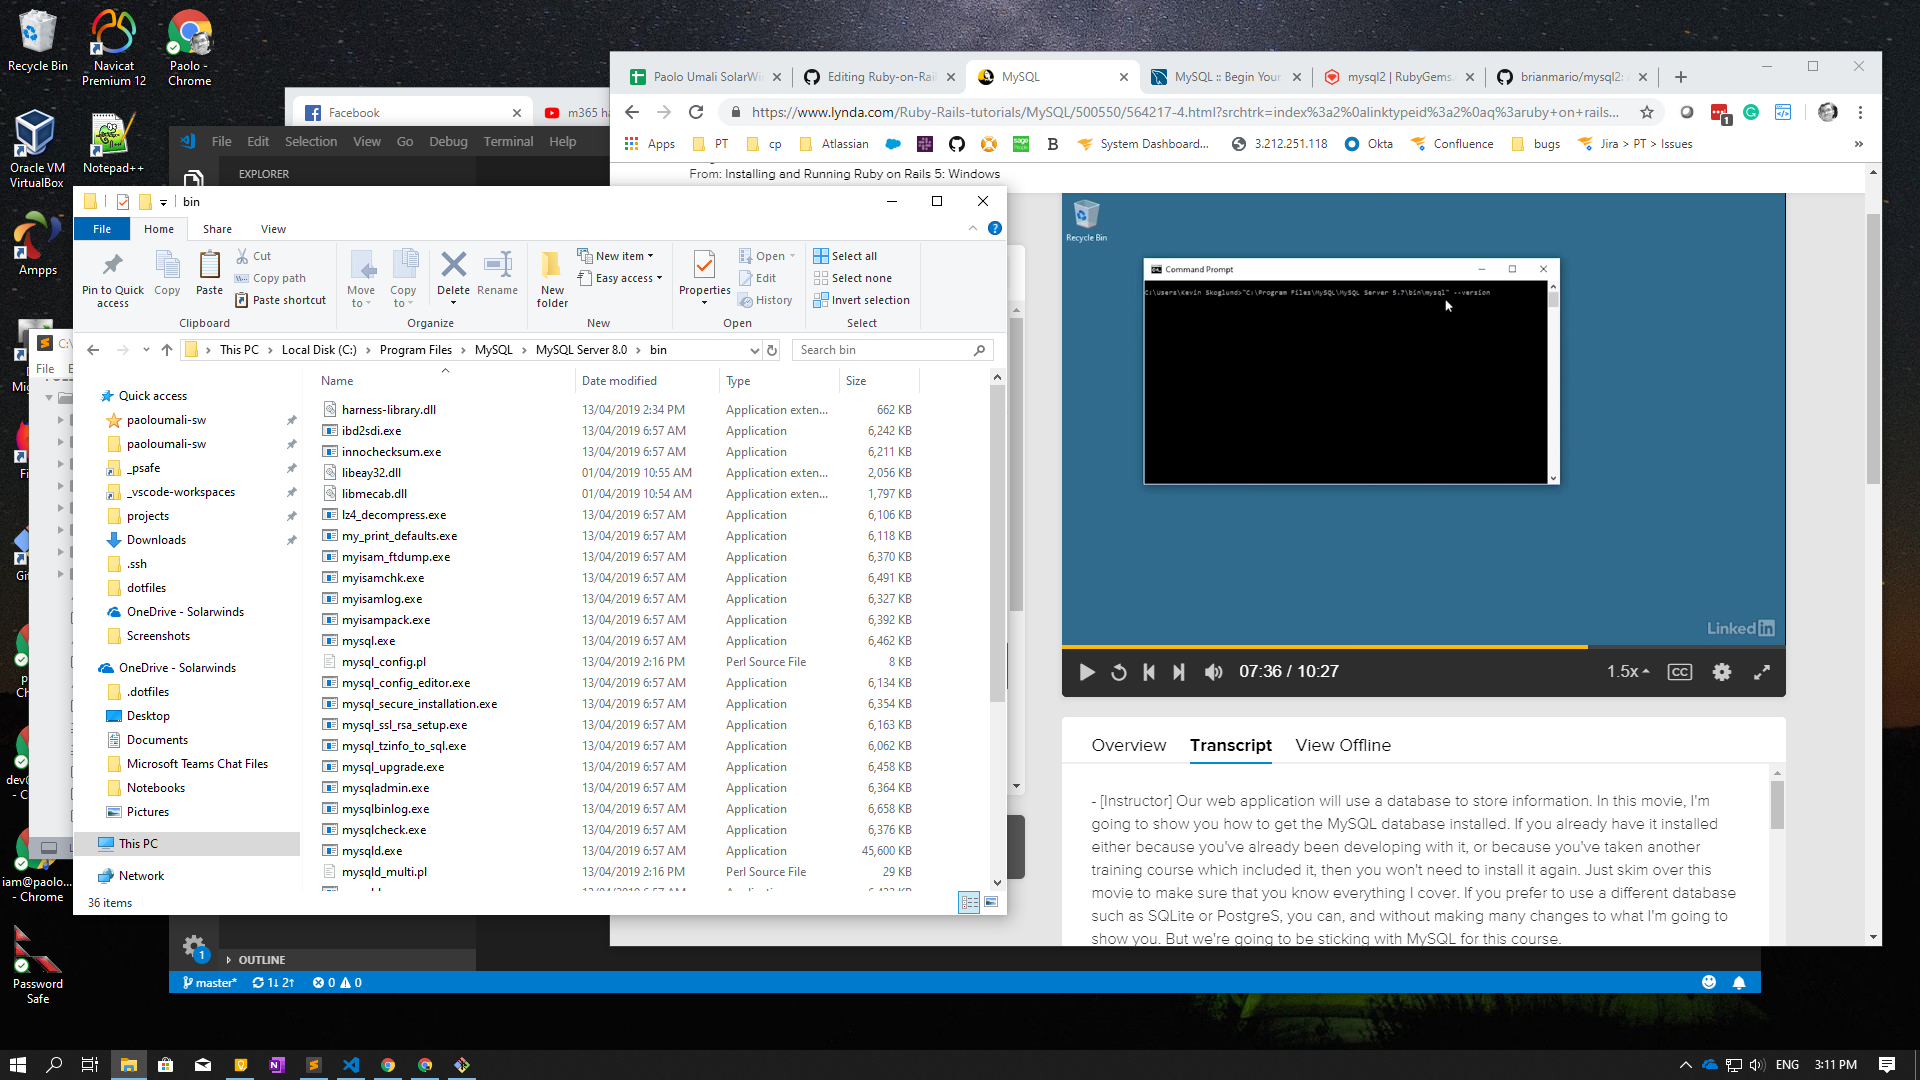 Recycle Bin
Navicat Premium 12
Paolo - Chrome
Oracle VM VirtualBox
Notepad++
Ampps
iam@paolo... - Chrome
Password Safe
Facebook
m365 ha
File Edit Selection View Go Debug Terminal Help
EXPLORER
OUTLINE
master* 1↓ 2↑ 0 0
1
Paolo Umali SolarWi
Editing Ruby-on-Rai
MySQL
MySQL :: Begin Your
mysql2 | RubyGems.
brianmario/mysql2:
https://www.lynda.com/Ruby-Rails-tutorials/MySQL/500550/564217-4.html?srchtrk=index%3a2%0alinktypeid%3a2%0aq%3aruby+on+rails...
1
Apps PT cp Atlassian B System Dashboard... 3.212.251.118 Okta Confluence bugs Jira > PT > Issues »
From: Installing and Running Ruby on Rails 5: Windows
Recycle Bin
Command Prompt
C:\Users\Kevin Skoglund>"C:\Program Files\MySQL\MySQL Server 5.7\bin\mysql" --version
LinkedIn
07:36 / 10:27
1.5x
CC
Overview Transcript View Offline
- [Instructor] Our web application will use a database to store information. In this movie, I'm
going to show you how to get the MySQL database installed. If you already have it installed
either because you've already been developing with it, or because you've taken another
training course which included it, then you won't need to install it again. Just skim over this
movie to make sure that you know everything I cover. If you prefer to use a different database
such as SQLite or PostgreS, you can, and without making many changes to what I'm going to
show you. But we're going to be sticking with MySQL for this course.
bin
File Home Share View
Pin to Quick access
Copy
Paste
Cut
Copy path
Paste shortcut
Clipboard
Move to
Copy to
Delete
Rename
Organize
New folder
New item
Easy access
New
Properties
Open
Edit
History
Open
Select all
Select none
Invert selection
Select
This PC > Local Disk (C:) > Program Files > MySQL > MySQL Server 8.0 > bin
Search bin
Quick access
paoloumali-sw
paoloumali-sw
_psafe
_vscode-workspaces
projects
Downloads
.ssh
dotfiles
OneDrive - Solarwinds
Screenshots
OneDrive - Solarwinds
.dotfiles
Desktop
Documents
Microsoft Teams Chat Files
Notebooks
Pictures
This PC
Network
Name Date modified Type Size
harness-library.dll 13/04/2019 2:34 PM Application exten... 662 KB
ibd2sdi.exe 13/04/2019 6:57 AM Application 6,242 KB
innochecksum.exe 13/04/2019 6:57 AM Application 6,211 KB
libeay32.dll 01/04/2019 10:55 AM Application exten... 2,056 KB
libmecab.dll 01/04/2019 10:54 AM Application exten... 1,797 KB
lz4_decompress.exe 13/04/2019 6:57 AM Application 6,106 KB
my_print_defaults.exe 13/04/2019 6:57 AM Application 6,118 KB
myisam_ftdump.exe 13/04/2019 6:57 AM Application 6,370 KB
myisamchk.exe 13/04/2019 6:57 AM Application 6,491 KB
myisamlog.exe 13/04/2019 6:57 AM Application 6,327 KB
myisampack.exe 13/04/2019 6:57 AM Application 6,392 KB
mysql.exe 13/04/2019 6:57 AM Application 6,462 KB
mysql_config.pl 13/04/2019 2:16 PM Perl Source File 8 KB
mysql_config_editor.exe 13/04/2019 6:57 AM Application 6,134 KB
mysql_secure_installation.exe 13/04/2019 6:57 AM Application 6,354 KB
mysql_ssl_rsa_setup.exe 13/04/2019 6:57 AM Application 6,163 KB
mysql_tzinfo_to_sql.exe 13/04/2019 6:57 AM Application 6,062 KB
mysql_upgrade.exe 13/04/2019 6:57 AM Application 6,458 KB
mysqladmin.exe 13/04/2019 6:57 AM Application 6,364 KB
mysqlbinlog.exe 13/04/2019 6:57 AM Application 6,658 KB
mysqlcheck.exe 13/04/2019 6:57 AM Application 6,376 KB
mysqld.exe 13/04/2019 6:57 AM Application 45,600 KB
mysqld_multi.pl 13/04/2019 2:16 PM Perl Source File 29 KB
36 items
ENG 3:11 PM